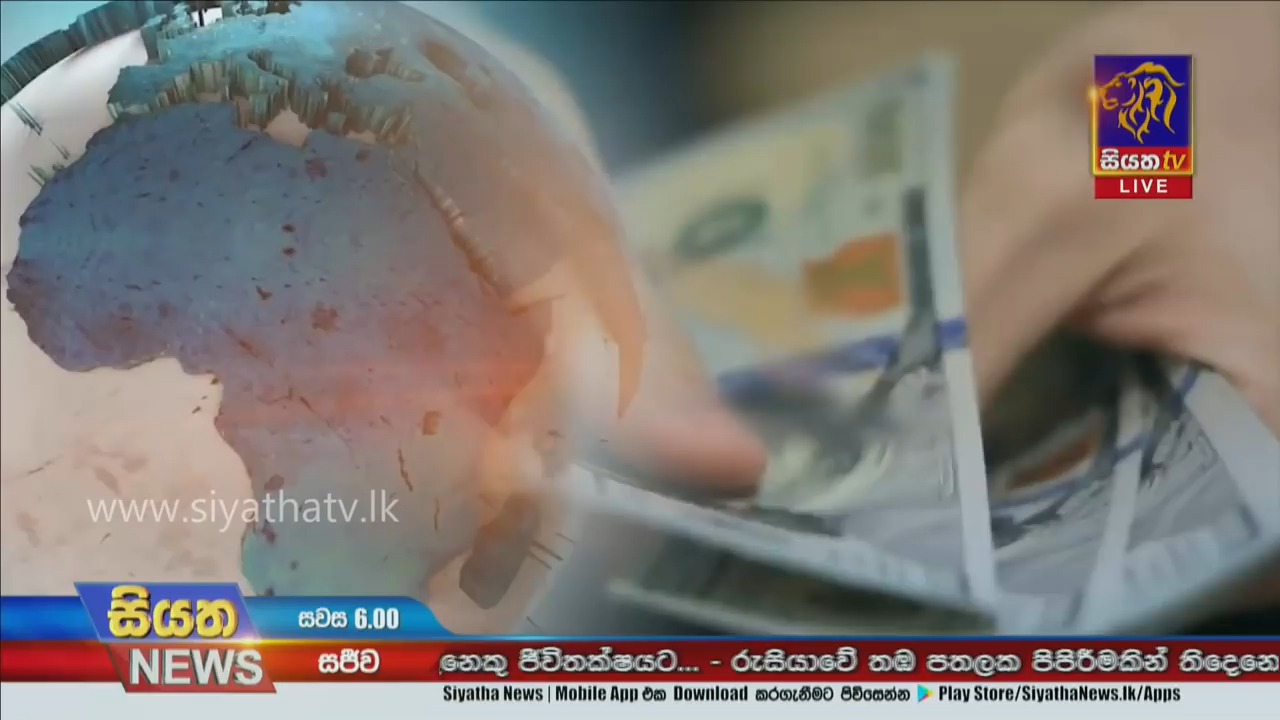 සියත tv
LIVE
www.siyathatv.lk
සියත
සවස 6.00
NEWS
සජීව
නෙකු ජීවිතක්ෂයට... - රුසියාවේ තඹ පතලක පිපිරීමකින් තිදෙනෙ
Siyatha News | Mobile App එක Download කරගැනීමට පිවිසෙන්න Play Store/SiyathaNews.lk/Apps